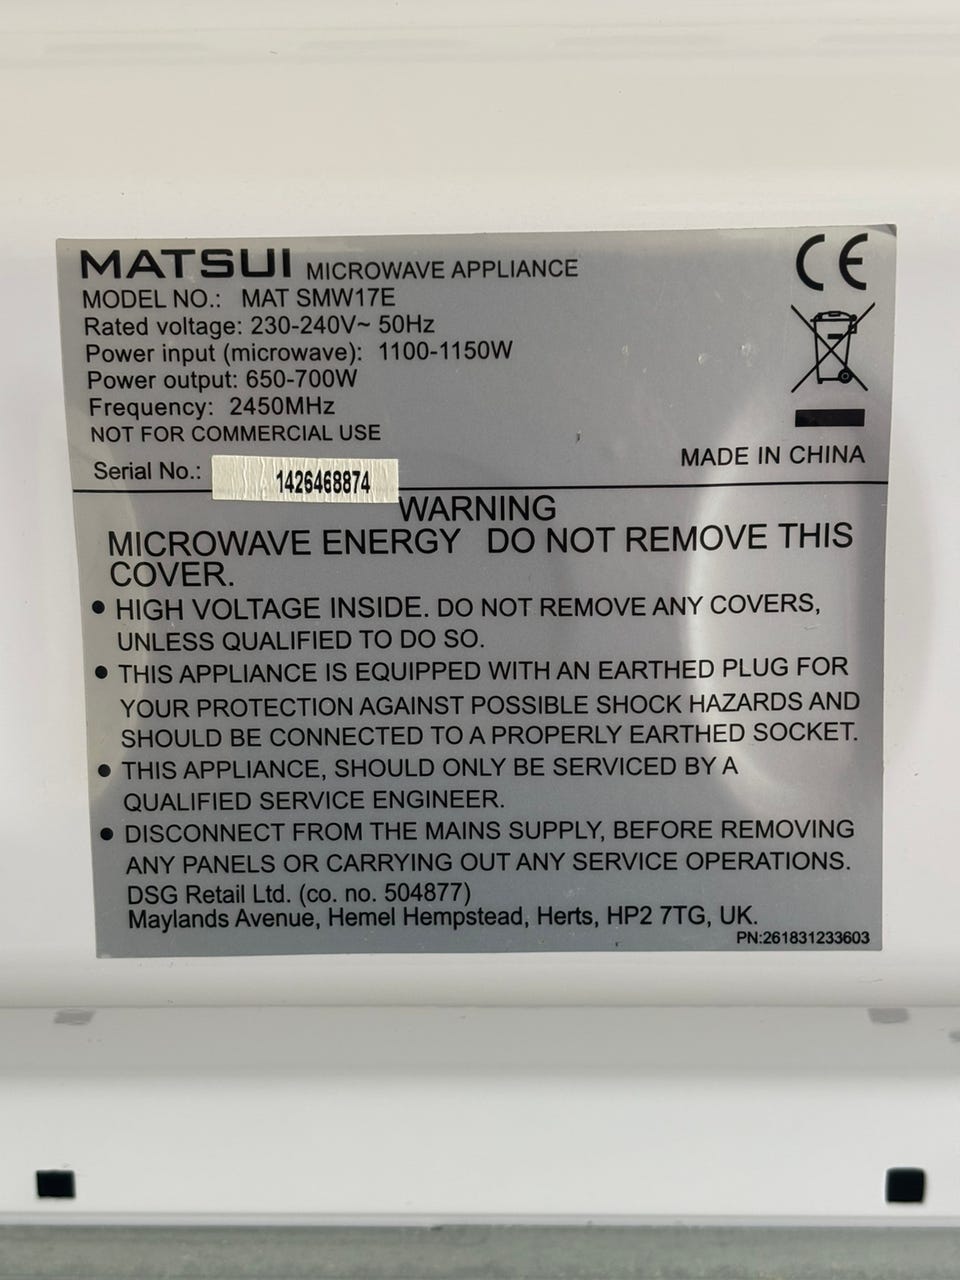 MATSUI MICROWAVE APPLIANCE
CE
MODEL NO.: MAT SMW17E
Rated voltage: 230-240V~ 50Hz
Power input (microwave): 1100-1150W
Power output: 650-700W
Frequency: 2450MHz
NOT FOR COMMERCIAL USE
MADE IN CHINA
Serial No.: 1426468874
WARNING
MICROWAVE ENERGY DO NOT REMOVE THIS
COVER.
• HIGH VOLTAGE INSIDE. DO NOT REMOVE ANY COVERS,
UNLESS QUALIFIED TO DO SO.
• THIS APPLIANCE IS EQUIPPED WITH AN EARTHED PLUG FOR
YOUR PROTECTION AGAINST POSSIBLE SHOCK HAZARDS AND
SHOULD BE CONNECTED TO A PROPERLY EARTHED SOCKET.
• THIS APPLIANCE, SHOULD ONLY BE SERVICED BY A
QUALIFIED SERVICE ENGINEER.
• DISCONNECT FROM THE MAINS SUPPLY, BEFORE REMOVING
ANY PANELS OR CARRYING OUT ANY SERVICE OPERATIONS.
DSG Retail Ltd. (co. no. 504877)
Maylands Avenue, Hemel Hempstead, Herts, HP2 7TG, UK.
PN:261831233603